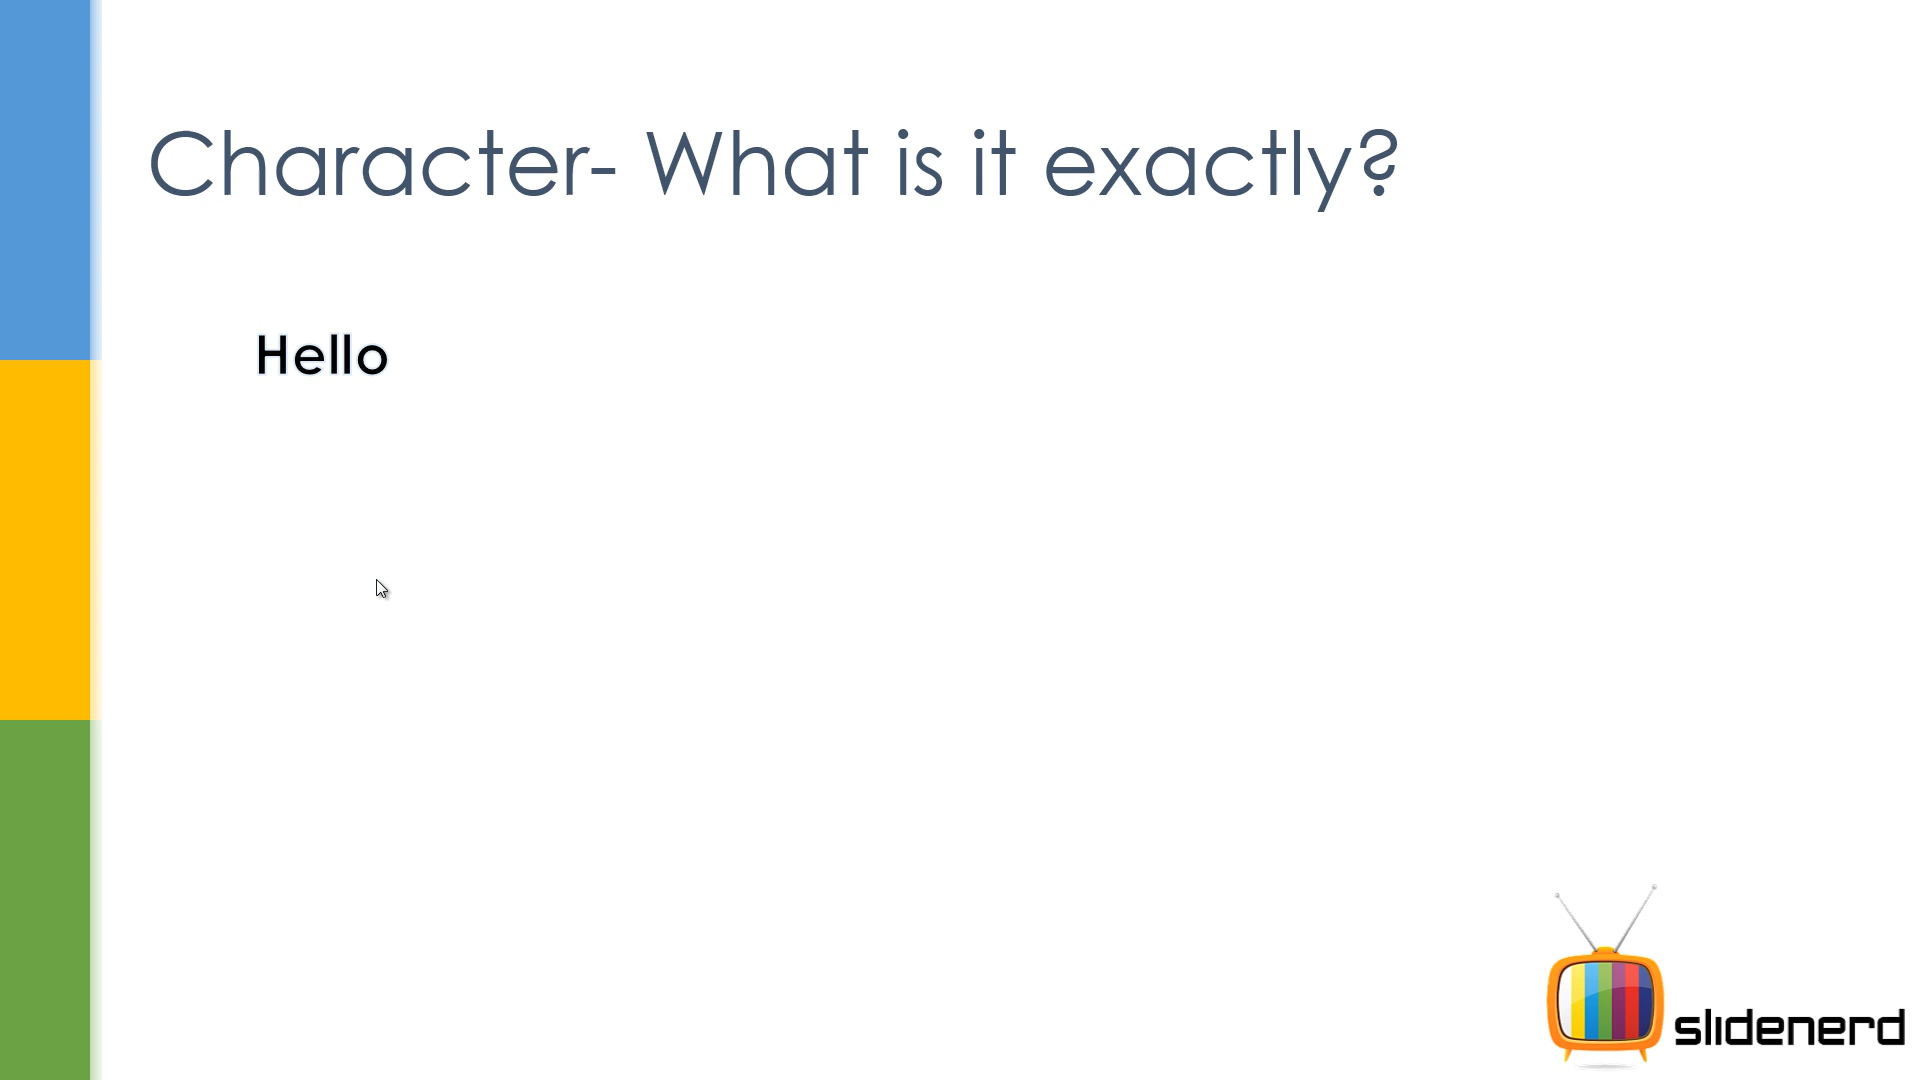 Character- What is it exactly?
Hello
slidenerd